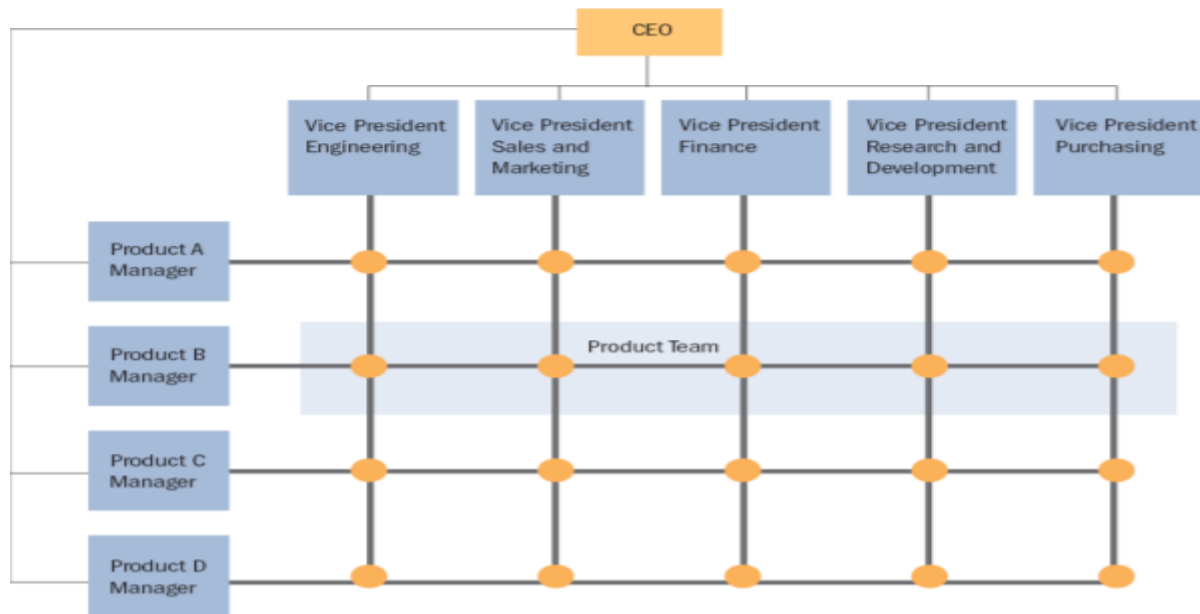 CEO
Vice President
Engineering
Vice President
Sales and
Marketing
Vice President
Finance
Vice President
Research and
Development
Vice President
Purchasing
Product A
Manager
Product Team
Product B
Manager
Product C
Manager
Product D
Manager